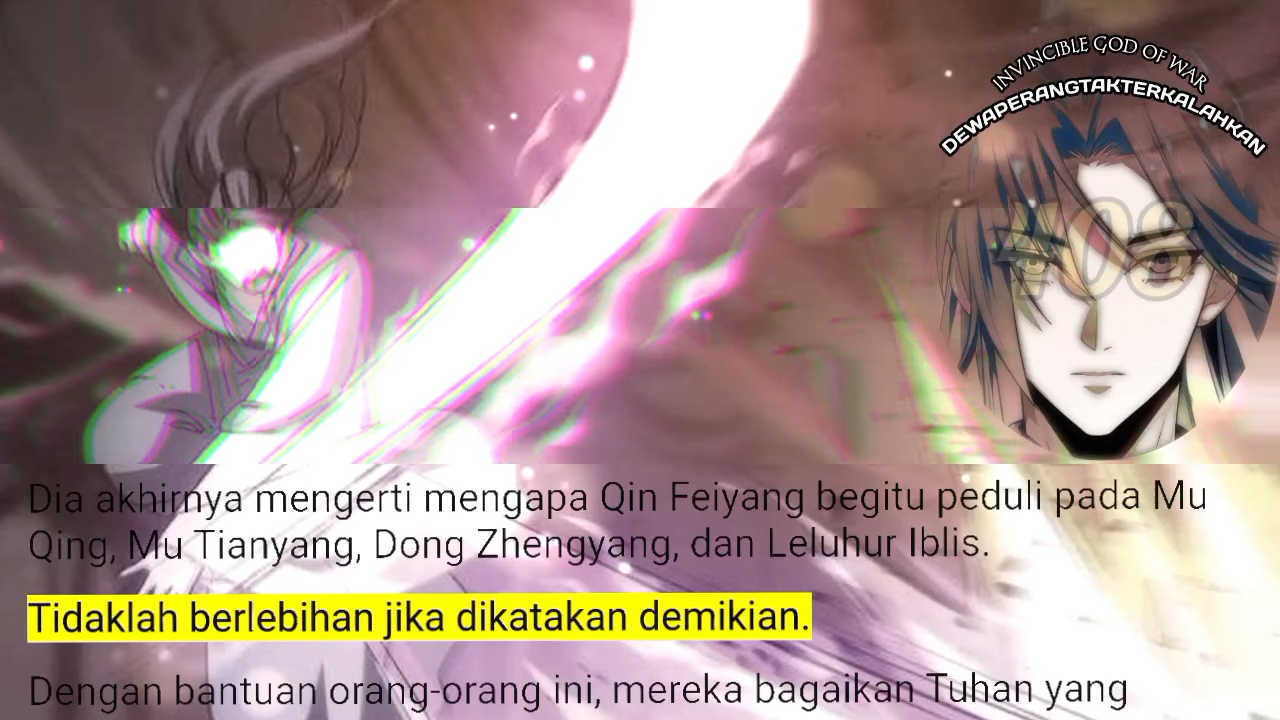 INVINCIBLE GOD OF WAR
DEWAPERANGTAKTERKALAHKAN
Dia akhirnya mengerti mengapa Qin Feiyang begitu peduli pada Mu
Qing, Mu Tianyang, Dong Zhengyang, dan Leluhur Iblis.
Tidaklah berlebihan jika dikatakan demikian.
Dengan bantuan orang-orang ini, mereka bagaikan Tuhan yang